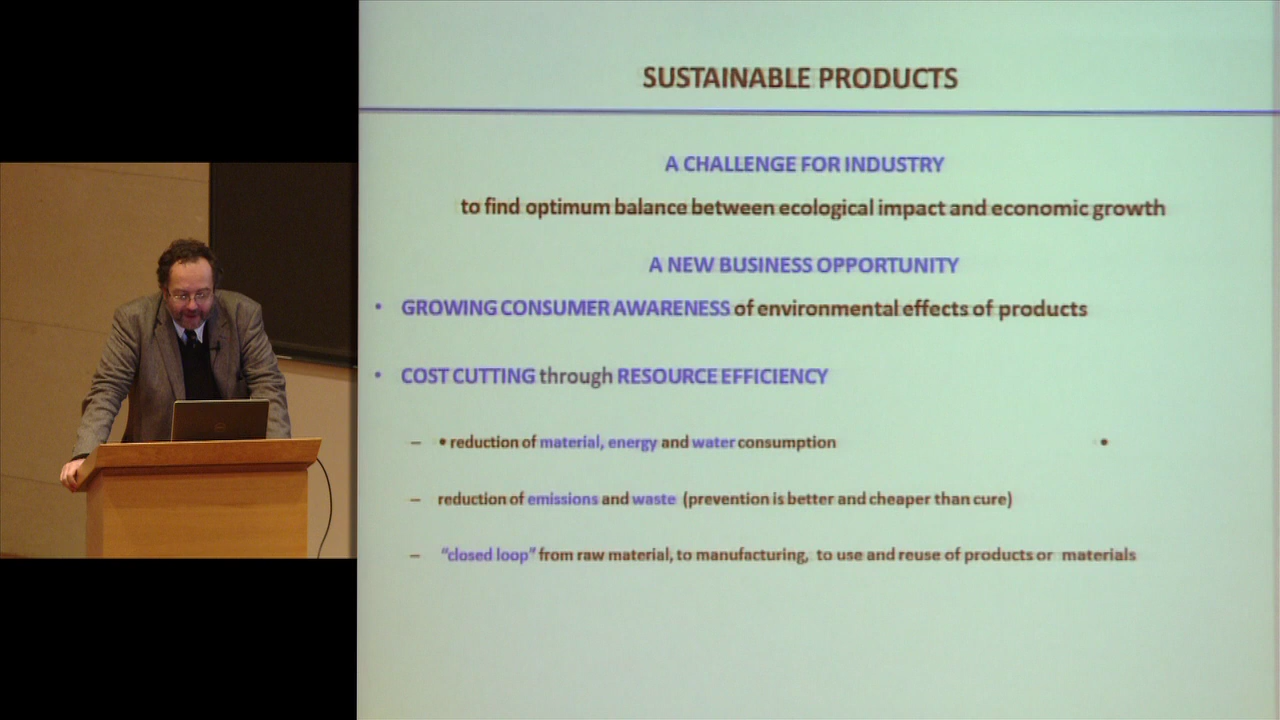 SUSTAINABLE PRODUCTS
A CHALLENGE FOR INDUSTRY
to find optimum balance between ecological impact and economic growth
A NEW BUSINESS OPPORTUNITY
• GROWING CONSUMER AWARENESS of environmental effects of products
• COST CUTTING through RESOURCE EFFICIENCY
– • reduction of material, energy and water consumption •
– reduction of emissions and waste (prevention is better and cheaper than cure)
– “closed loop” from raw material, to manufacturing, to use and reuse of products or materials